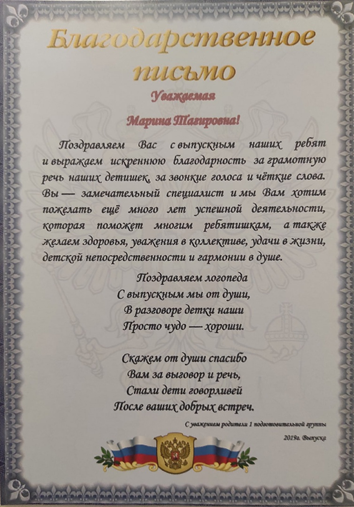 Благодарственное
письмо
Уважаемая
Марина Тагировна!
Поздравляем Вас с выпускным наших ребят
и выражаем искреннюю благодарность за грамотную
речь наших детишек, за звонкие голоса и чёткие слова.
Вы — замечательный специалист и мы Вам хотим
пожелать ещё много лет успешной деятельности,
которая поможет многим ребятишкам, а также
желаем здоровья, уважения в коллективе, удачи в жизни,
детской непосредственности и гармонии в душе.
Поздравляем логопеда
С выпускным мы от души,
В разговоре детки наши
Просто чудо — хороши.
Скажем от души спасибо
Вам за выговор и речь,
Стали дети говорливей
После ваших добрых встреч.
С уважением родители 1 подготовительной группы
2019г. Выпуска